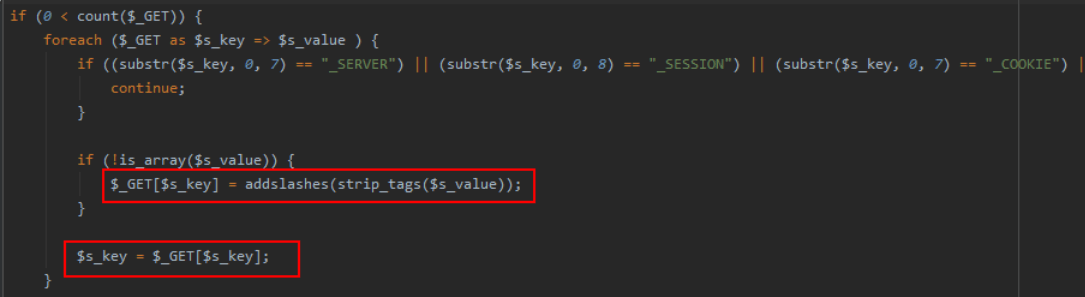 if (0 < count($_GET)) {
    foreach ($_GET as $s_key => $s_value ) {
        if ((substr($s_key, 0, 7) == "_SERVER") || (substr($s_key, 0, 8) == "_SESSION") || (substr($s_key, 0, 7) == "_COOKIE") |
            continue;
        }
        if (!is_array($s_value)) {
            $_GET[$s_key] = addslashes(strip_tags($s_value));
        }
        $s_key = $_GET[$s_key];
    }